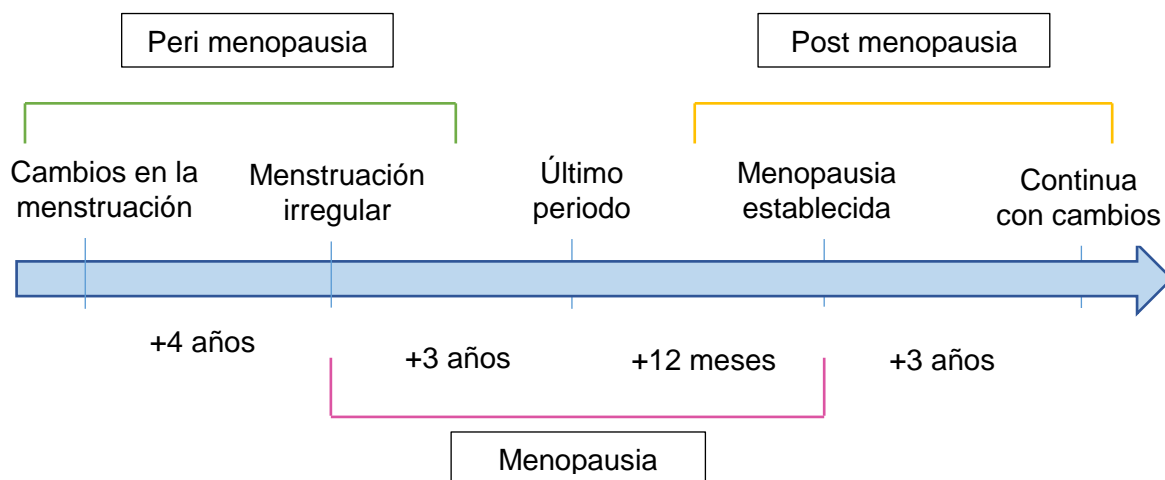 Peri menopausia
Post menopausia
Cambios en la
menstruación
Menstruación
irregular
Último
periodo
Menopausia
establecida
Continua
con cambios
+4 años
+3 años
+12 meses
+3 años
Menopausia